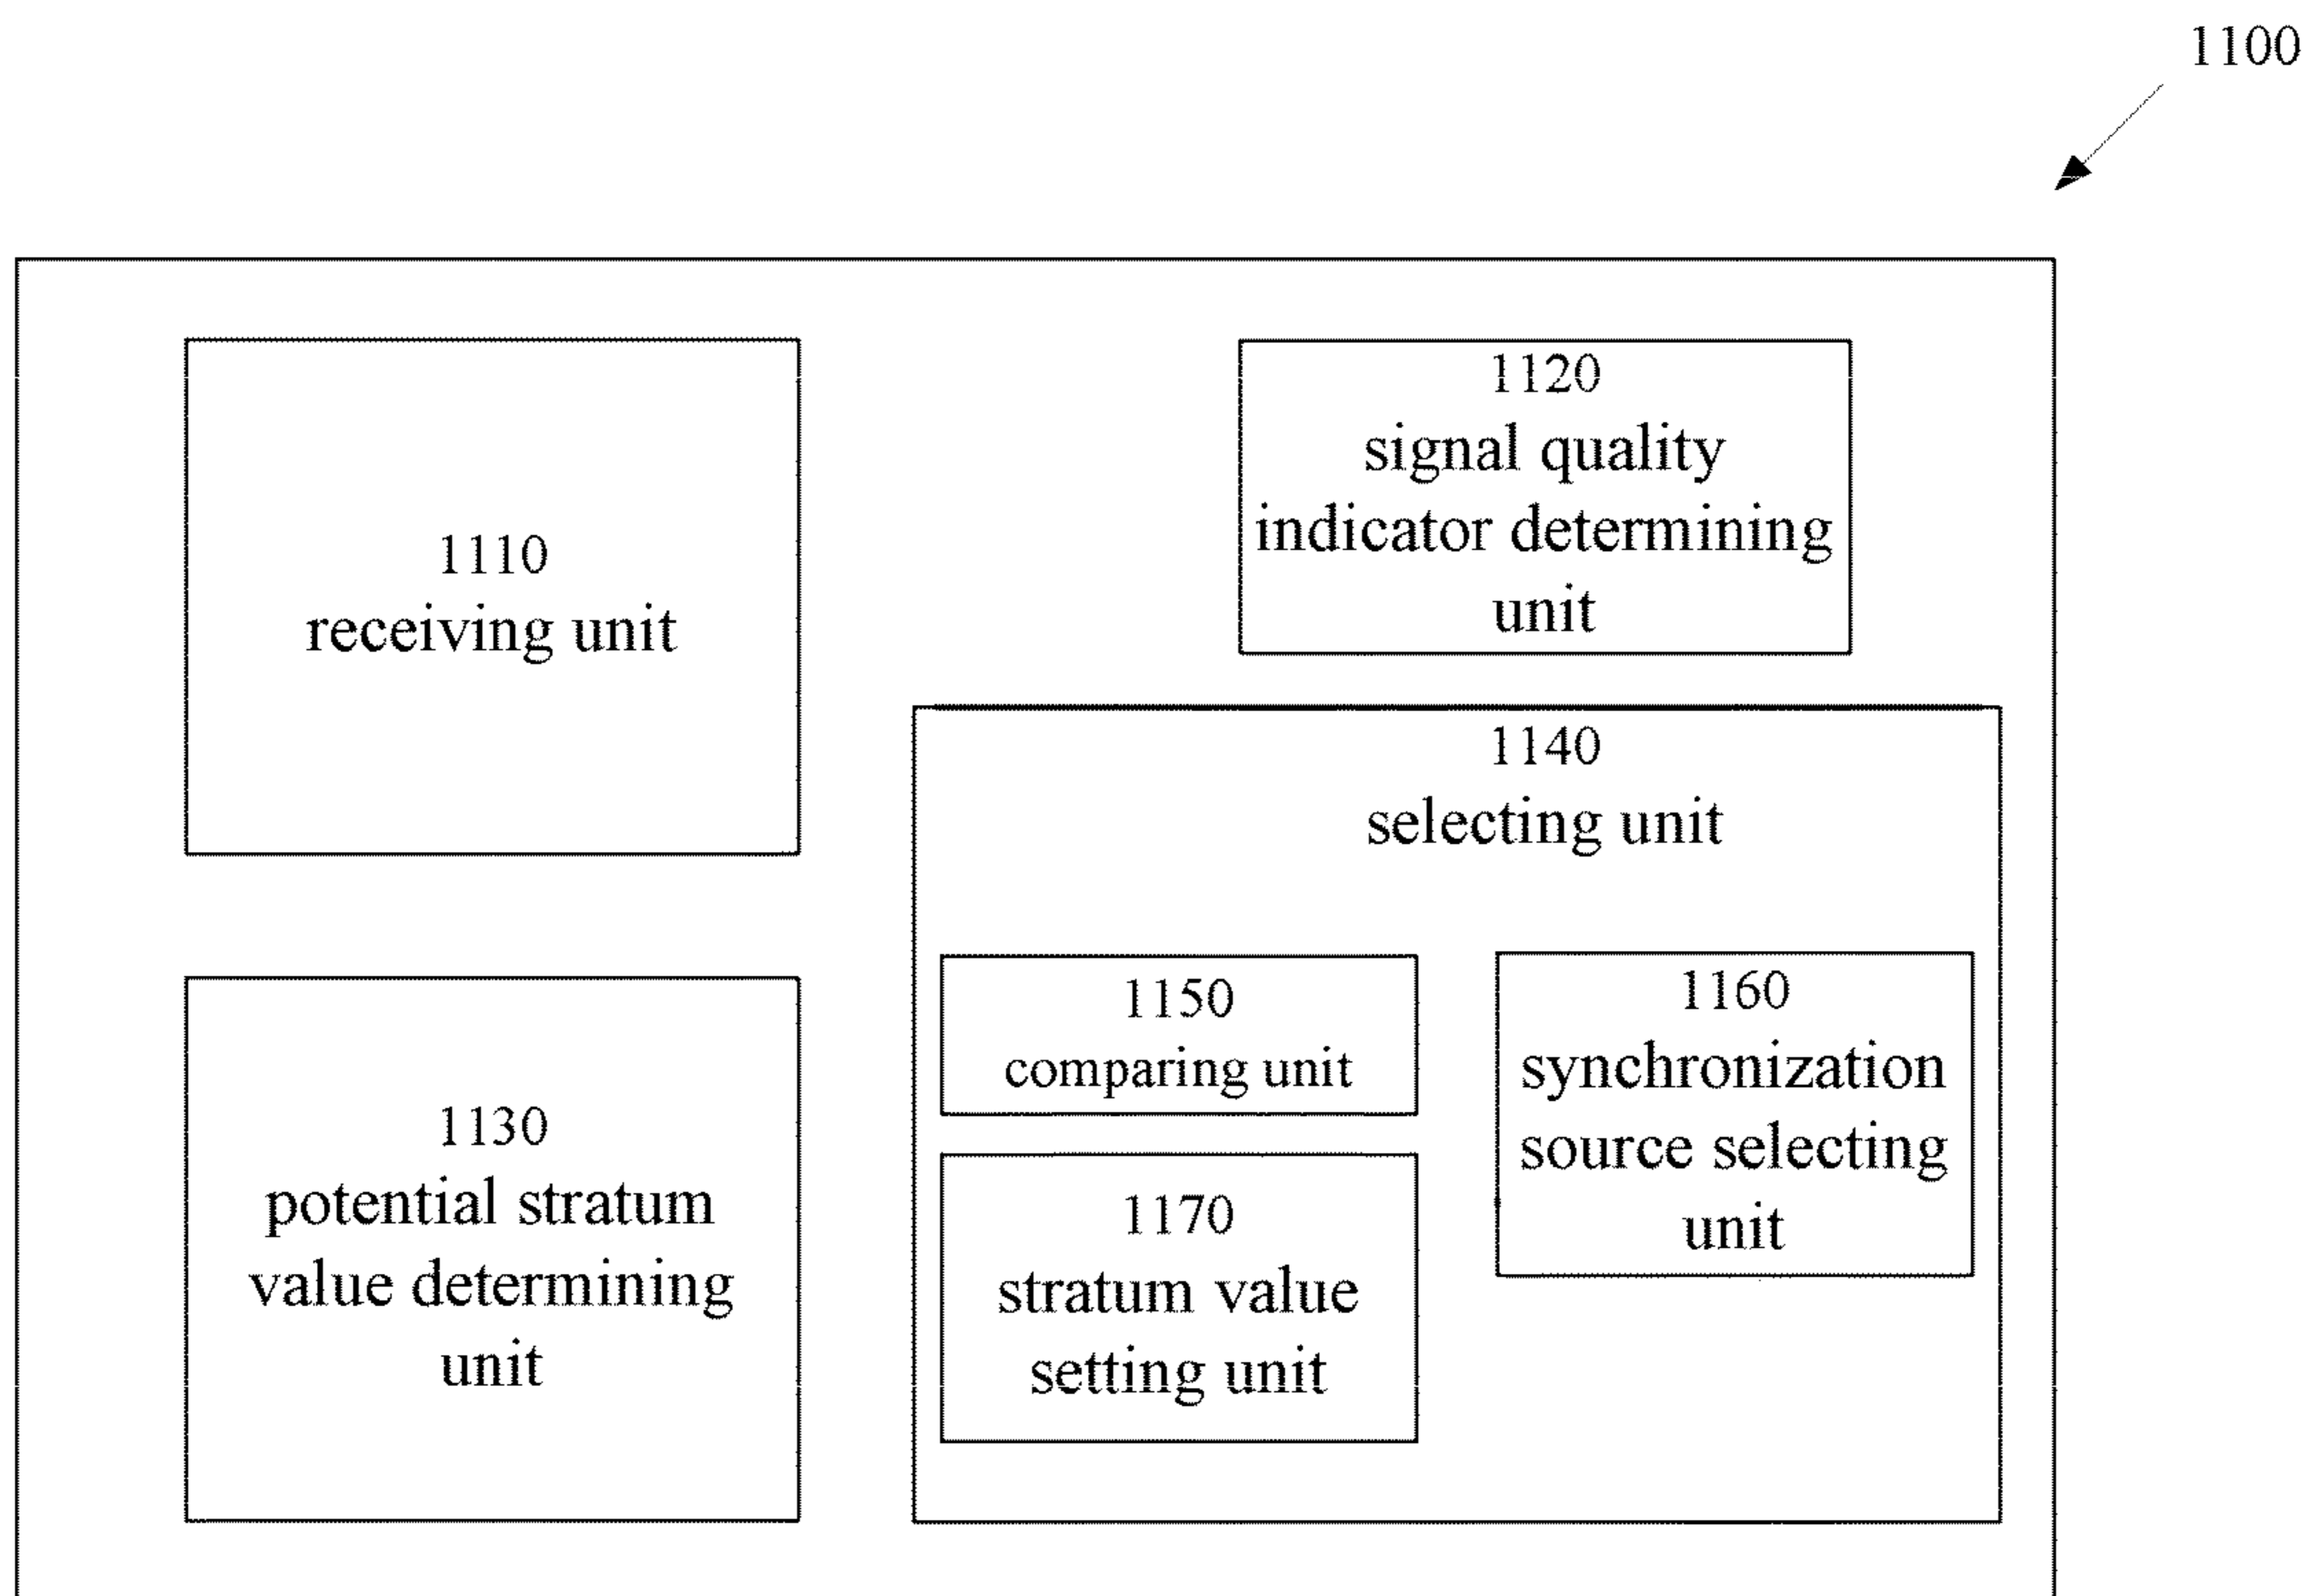 1100
1110
receiving unit
1120
signal quality
indicator determining
unit
1130
potential stratum
value determining
unit
1140
selecting unit
1150
comparing unit
1160
synchronization
source selecting
unit
1170
stratum value
setting unit